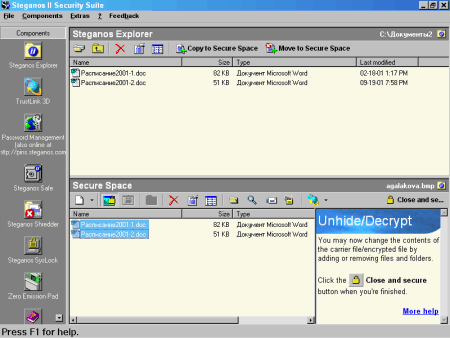 Steganos II Security Suite
File Components Extras ? Feedback
Components
Steganos Explorer
TrustLink 3D
Password Management
(also online at
http://pins.steganos.com
Steganos Safe
Steganos Shredder
Steganos SysLock
Zero Emission Pad
Steganos Explorer C:\Документы2
Copy to Secure Space Move to Secure Space
Name Size Type Last modified
Расписание2001-1.doc 82 KB Документ Microsoft Word 02-18-01 1:17 PM
Расписание2001-2.doc 51 KB Документ Microsoft Word 09-19-01 7:58 PM
Secure Space agalakova.bmp
Close and se...
Name Size Type
Расписание2001-1.doc 82 KB Документ Microsoft Word
Расписание2001-2.doc 51 KB Документ Microsoft Word
Unhide/Decrypt
You may now change the contents of
the carrier file/encrypted file by
adding or removing files and folders.
Click the Close and secure
button when you're finished.
More help
Press F1 for help.